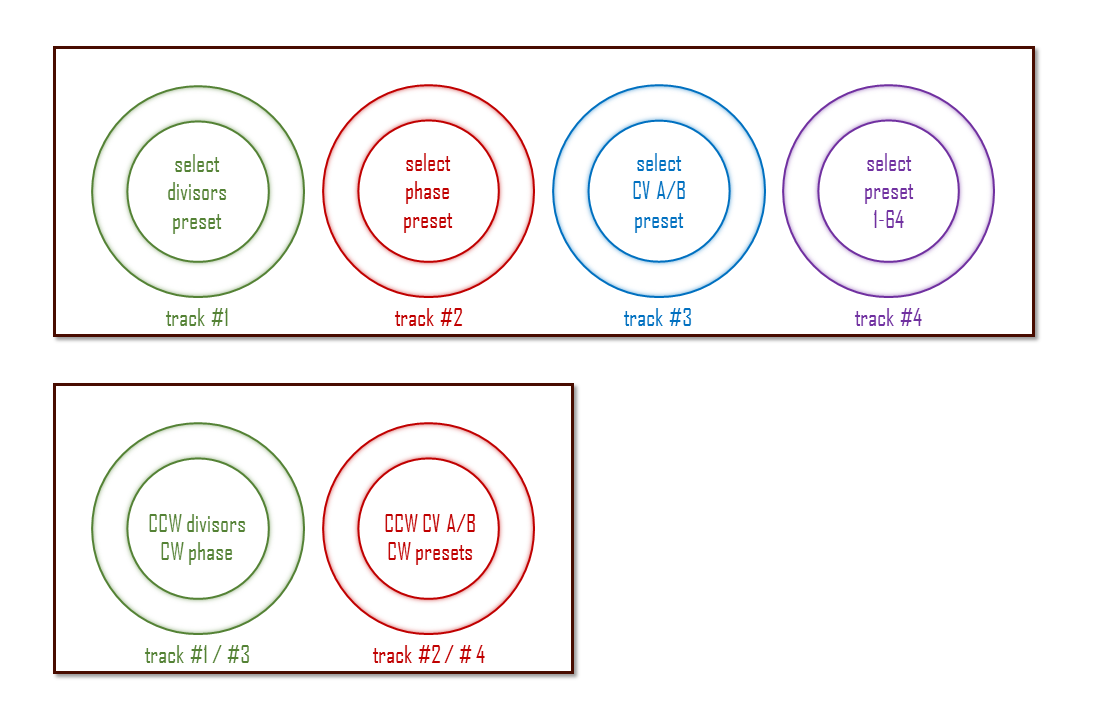 select
divisors
preset
track #1
select
phase
preset
track #2
select
CV A/B
preset
track #3
select
preset
1-64
track #4
CCW divisors
CW phase
track #1 / #3
CCW CV A/B
CW presets
track #2 / # 4